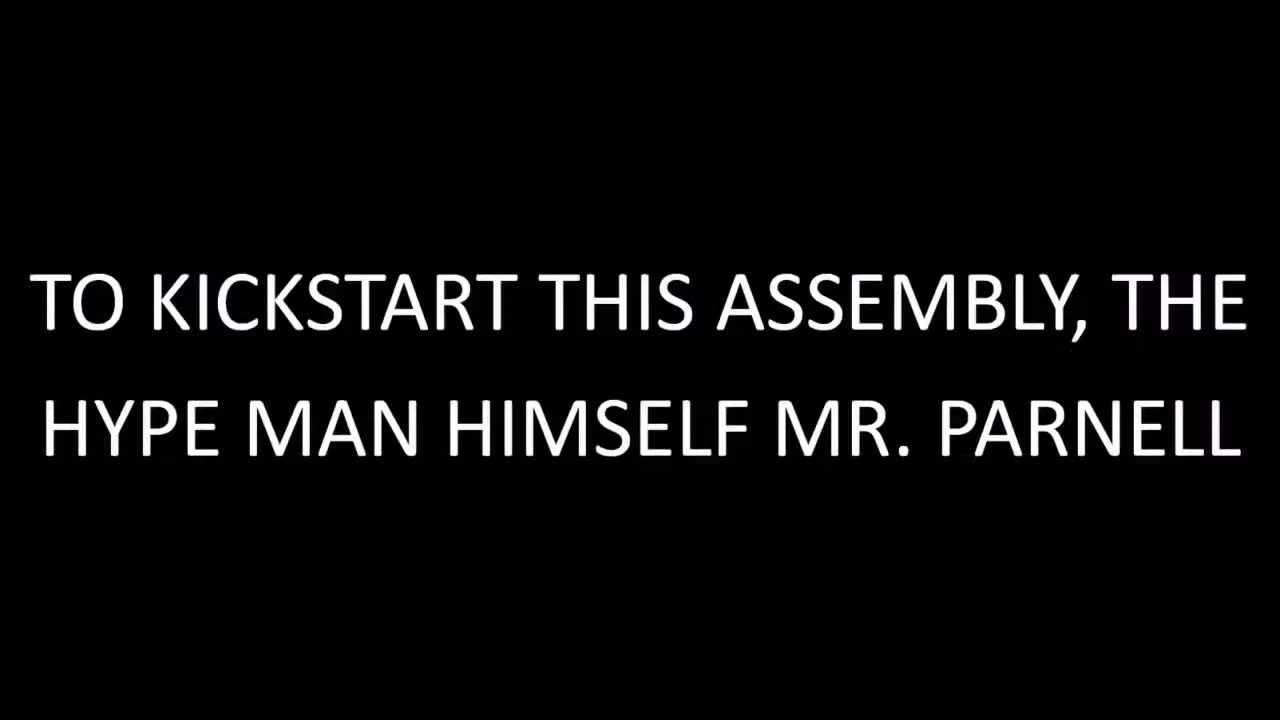 TO KICKSTART THIS ASSEMBLY, THE
HYPE MAN HIMSELF MR. PARNELL